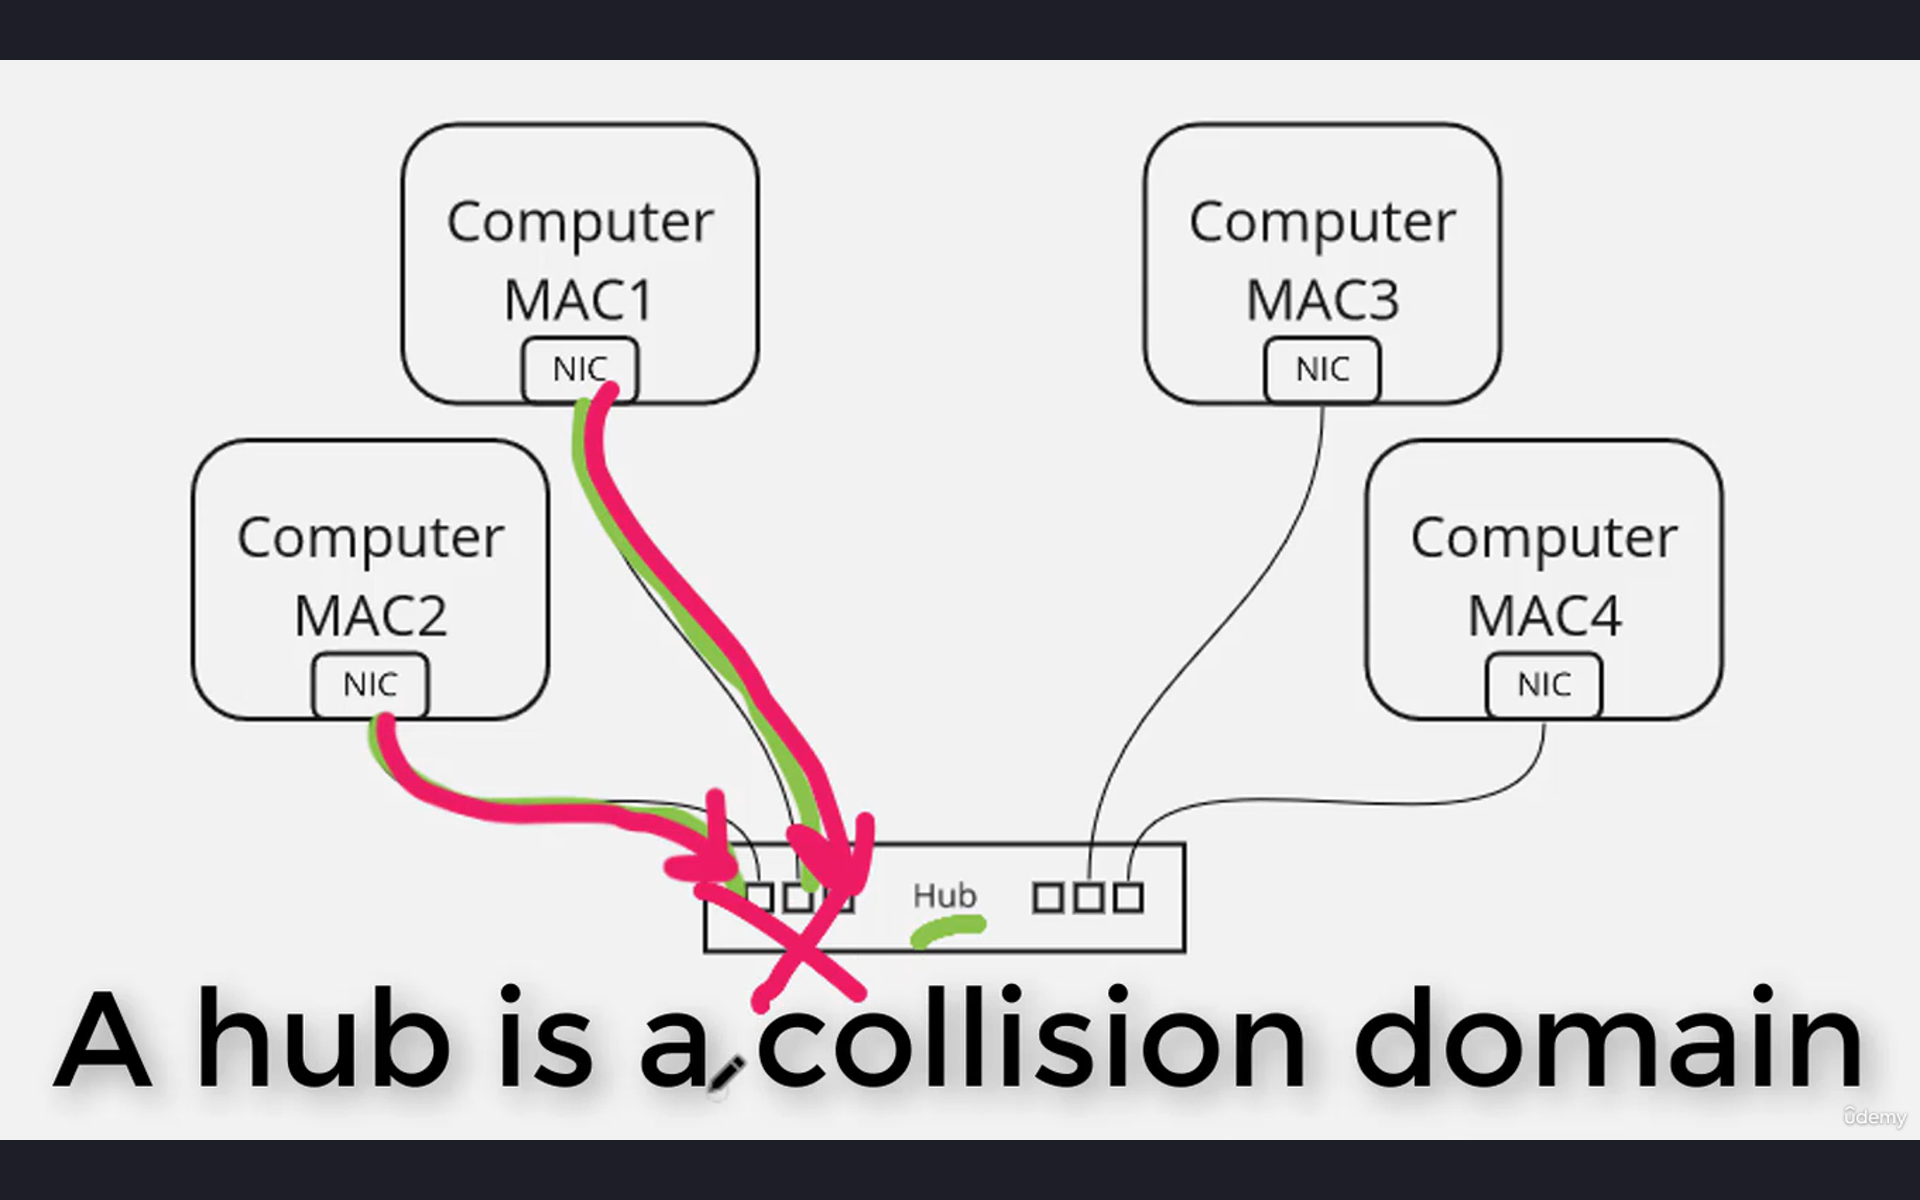 Computer
MAC1
NIC
Computer
MAC3
NIC
Computer
MAC2
NIC
Computer
MAC4
NIC
Hub
A hub is a collision domain
ûdemy